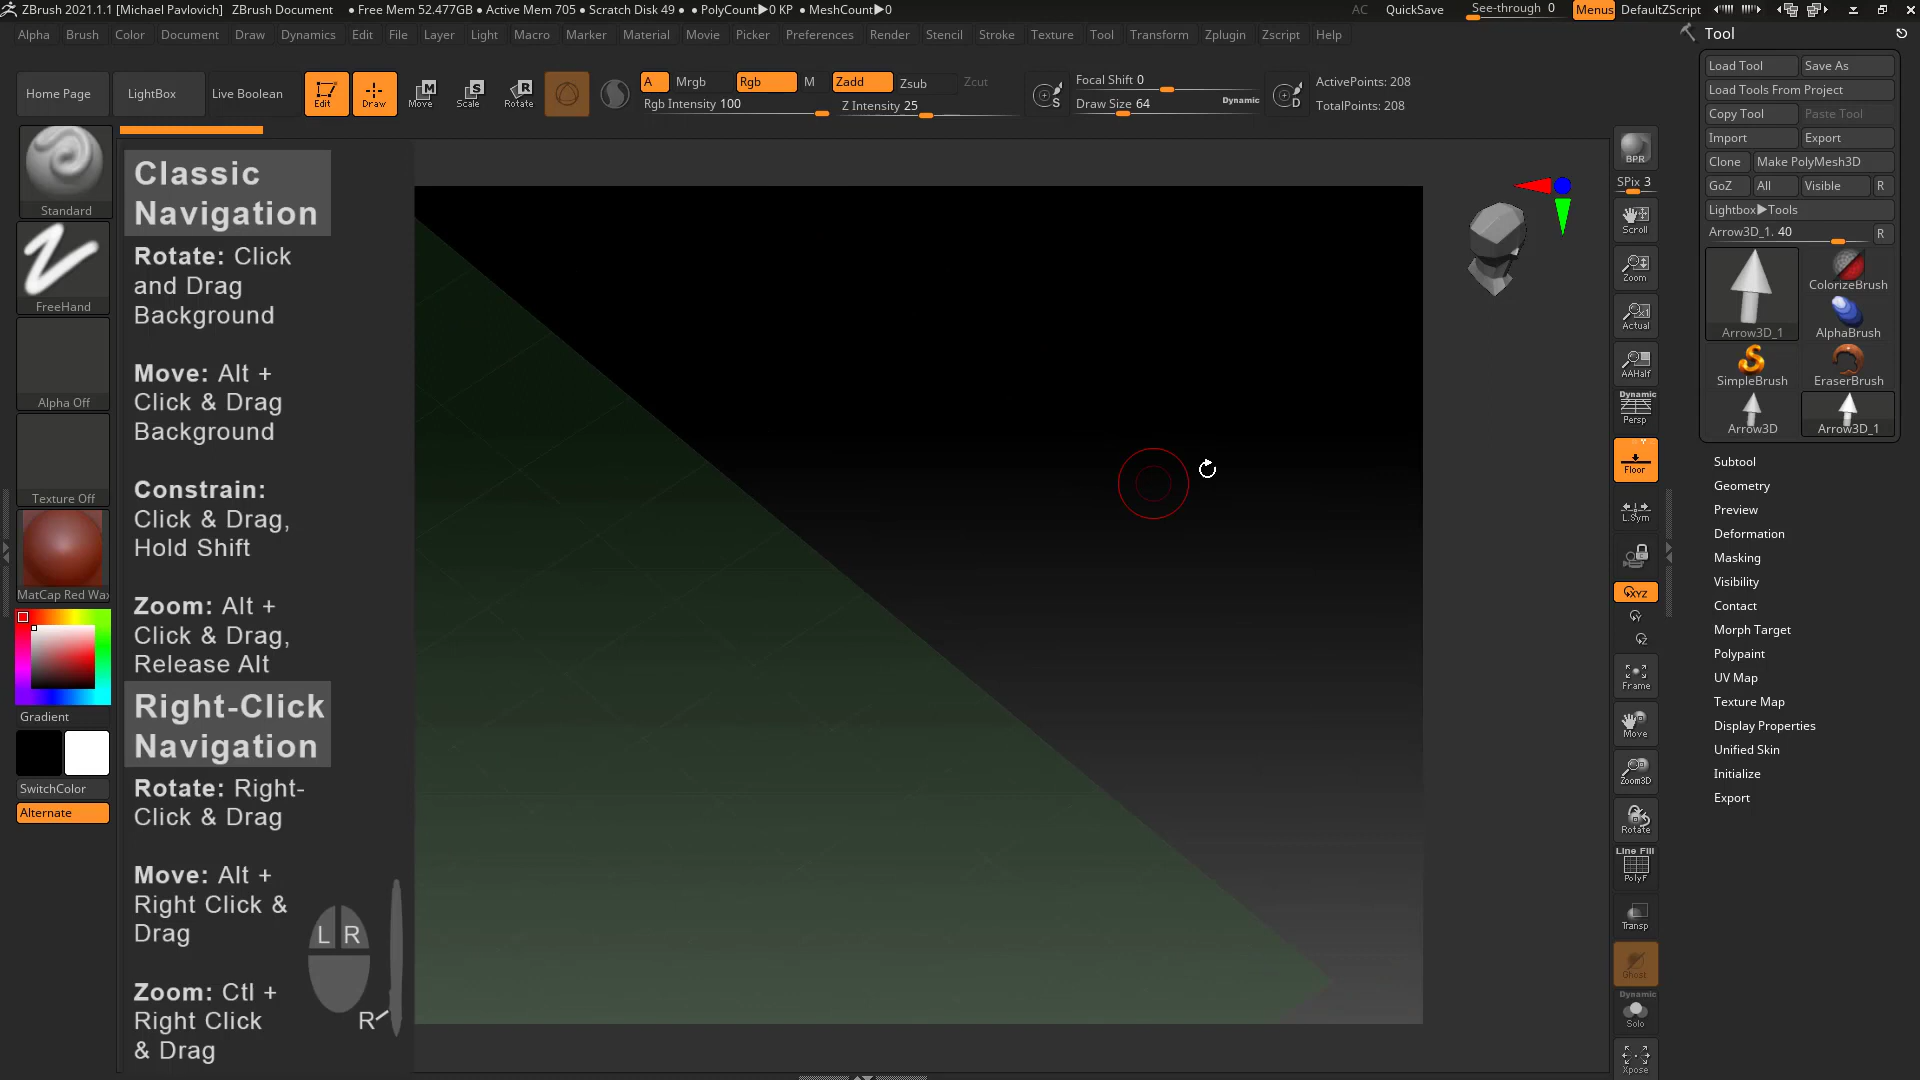 ZBrush 2021.1.1 [Michael Pavlovich] ZBrush Document • Free Mem 52.477GB • Active Mem 705 • Scratch Disk 49 • PolyCount▶0 KP • MeshCount▶0 AC QuickSave See-through 0 Menus DefaultZScript
Alpha Brush Color Document Draw Dynamics Edit File Layer Light Macro Marker Material Movie Picker Preferences Render Stencil Stroke Texture Tool Transform Zplugin Zscript Help
Home Page LightBox Live Boolean Edit Draw Move Scale Rotate
A Mrgb Rgb M Zadd Zsub Zcut
Rgb Intensity 100 Z Intensity 25
Focal Shift 0
Draw Size 64 Dynamic
S D
ActivePoints: 208
TotalPoints: 208
Standard
FreeHand
Alpha Off
Texture Off
MatCap Red Wax
Gradient
SwitchColor
Alternate
Classic
Navigation
Rotate: Click
and Drag
Background
Move: Alt +
Click & Drag
Background
Constrain:
Click & Drag,
Hold Shift
Zoom: Alt +
Click & Drag,
Release Alt
Right-Click
Navigation
Rotate: Right-
Click & Drag
Move: Alt +
Right Click &
Drag
Zoom: Ctl +
Right Click
& Drag
L R
R
BPR
SPix 3
Scroll
Zoom
Actual
AAHalf
Dynamic
Persp
Floor
L.Sym
XYZ
Y
Z
Frame
Move
Zoom3D
Rotate
Line Fill
PolyF
Transp
Ghost
Dynamic
Solo
Xpose
Tool
Load Tool Save As
Load Tools From Project
Copy Tool Paste Tool
Import Export
Clone Make PolyMesh3D
GoZ All Visible R
Lightbox▶Tools
Arrow3D_1. 40 R
Arrow3D_1 ColorizeBrush
AlphaBrush
SimpleBrush EraserBrush
Arrow3D Arrow3D_1
Subtool
Geometry
Preview
Deformation
Masking
Visibility
Contact
Morph Target
Polypaint
UV Map
Texture Map
Display Properties
Unified Skin
Initialize
Export